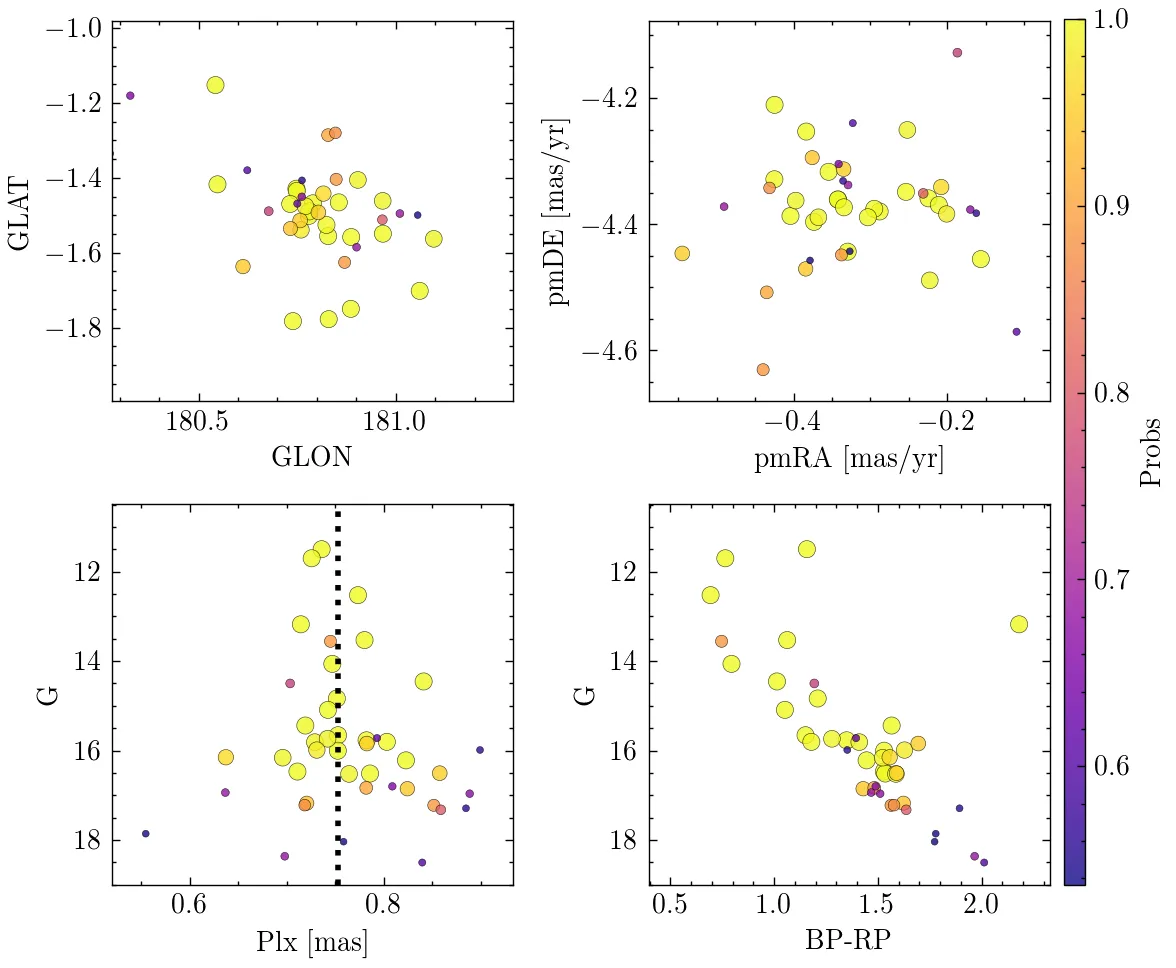 −1.0
−1.2
−1.4
−1.6
−1.8
GLAT
180.5 181.0
GLON
−4.2
−4.4
−4.6
pmDE [mas/yr]
−0.4 −0.2
pmRA [mas/yr]
1.0
0.9
0.8
0.7
0.6
Probs
12
14
16
18
G
0.6 0.8
Plx [mas]
12
14
16
18
G
0.5 1.0 1.5 2.0
BP-RP